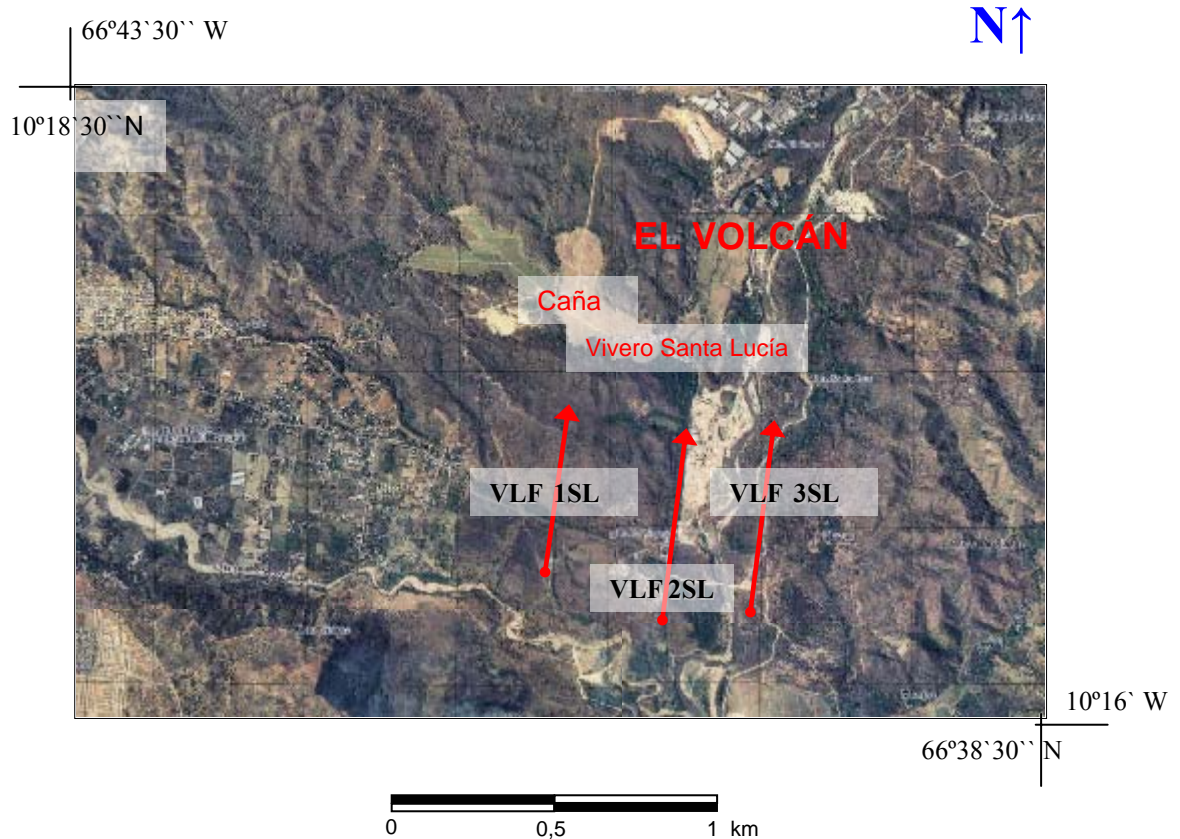 66º43`30`` W
N↑
10º18`30``N
EL VOLCÁN
Caña
Vivero Santa Lucía
VLF 1SL
VLF 3SL
VLF 2SL
10º16` W
66º38`30`` N
0 0,5 1 km